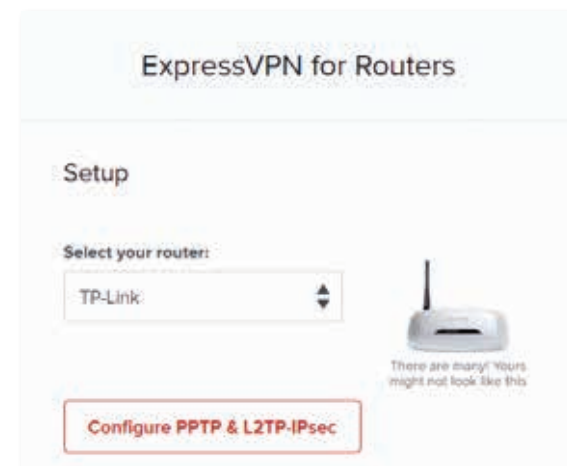 ExpressVPN for Routers
Setup
Select your router:
TP-Link
There are many! Yours
might not look like this
Configure PPTP & L2TP-IPsec